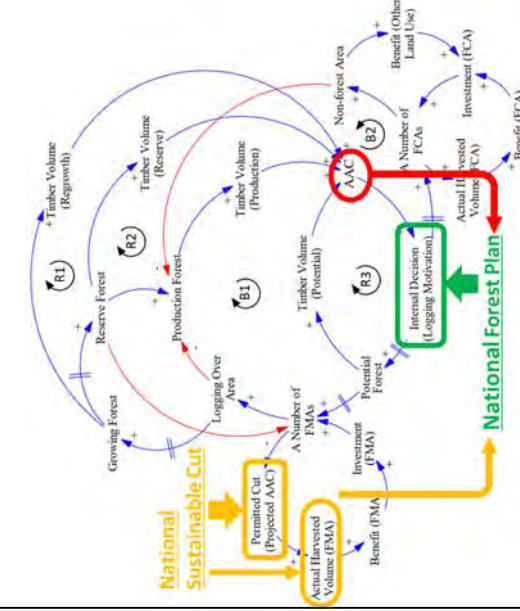 +Timber Volume
(Regrowth)
R1
Growing Forest
Reserve Forest
R2
Timber Volume
(Reserve)
Production Forest
Timber Volume
(Production)
B1
Logging Over
Area
Non-forest Area
Benefit (Other
Land Use)
B2
A Number of
FCAs
Investment (FCA)
AAC
Timber Volume
(Potential)
R3
Actual Harvested
Volume (FCA)
Benefit (FCA)
Internal Decision
(Logging Motivation)
Potential
Forest
A Number of
FMAs
Investment
(FMA)
Permitted Cut
(Projected AAC)
Actual Harvested
Volume (FMA)
Benefit (FMA
National
Sustainable Cut
National Forest Plan